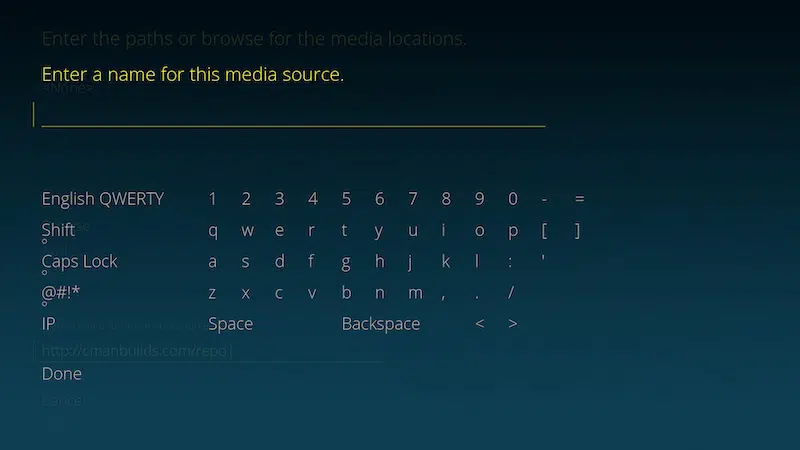 Enter the paths or browse for the media locations.
Enter a name for this media source.
<None>
English QWERTY 1 2 3 4 5 6 7 8 9 0 - =
Shift q w e r t y u i o p [ ]
Caps Lock a s d f g h j k l : '
@#!* z x c v b n m , . /
IP Space Backspace < >
http://cmanbuilds.com/repo
Done
Cancel